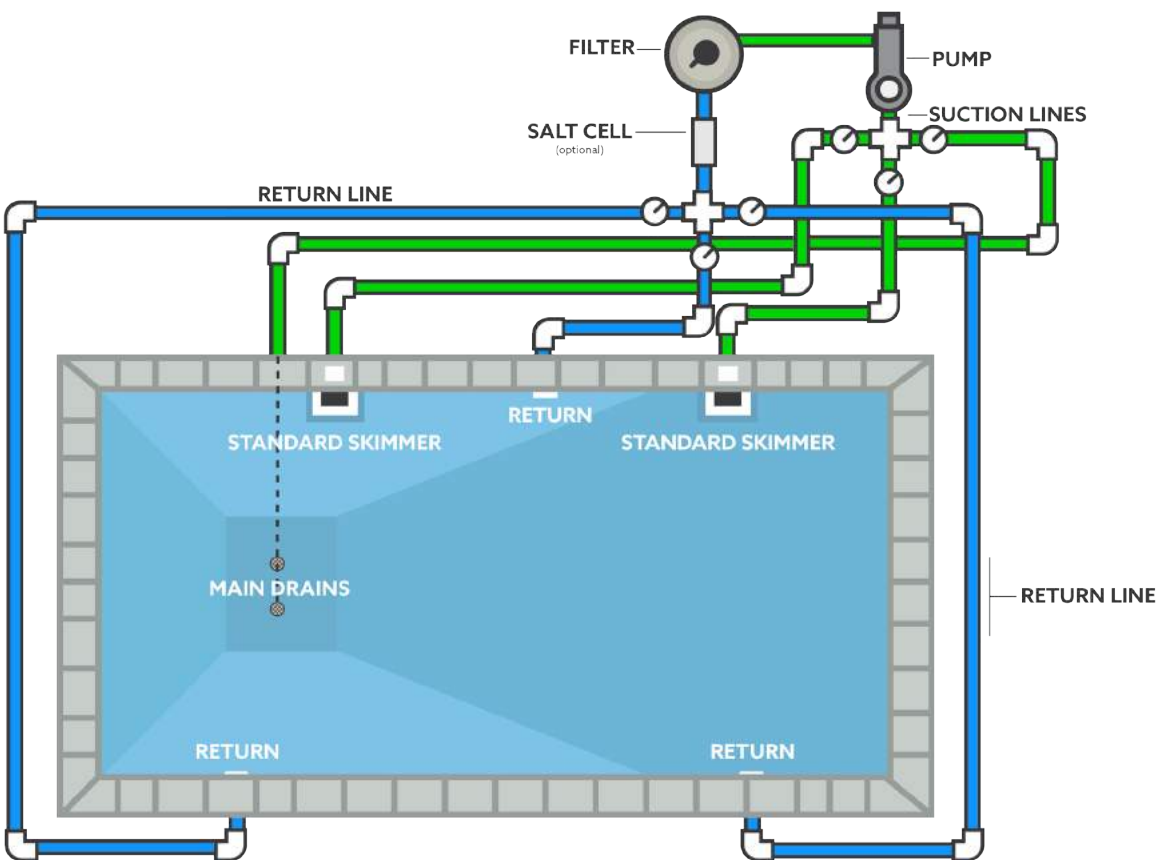 FILTER
PUMP
SUCTION LINES
SALT CELL
(optional)
RETURN LINE
RETURN
STANDARD SKIMMER
STANDARD SKIMMER
MAIN DRAINS
RETURN LINE
RETURN
RETURN